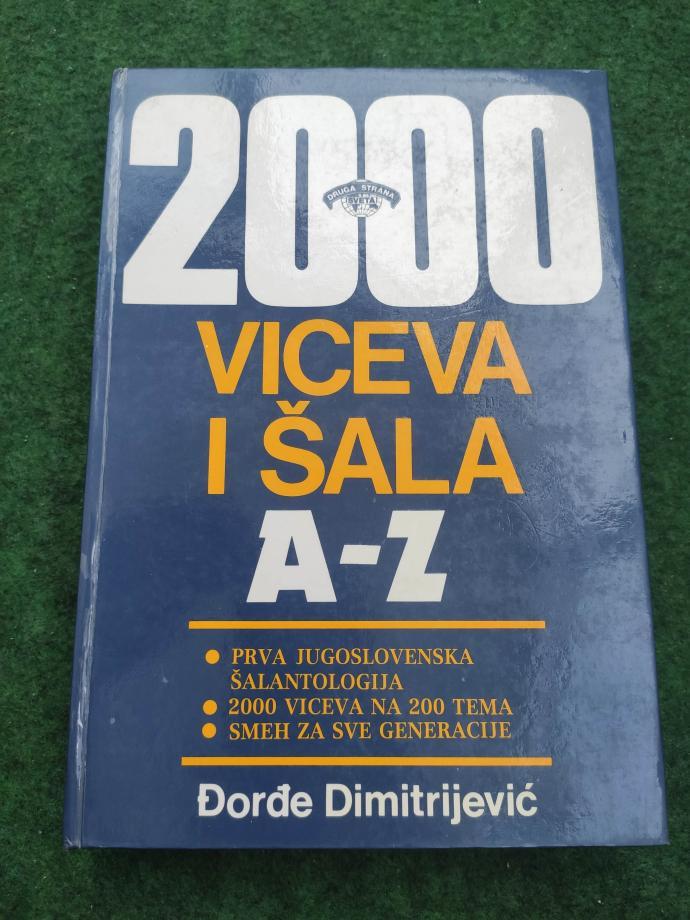 2000
DRUGA STRANA
SVETA
VICEVA
I ŠALA
A-Z
• PRVA JUGOSLOVENSKA
ŠALANTOLOGIJA
• 2000 VICEVA NA 200 TEMA
• SMEH ZA SVE GENERACIJE
Đorđe Dimitrijević